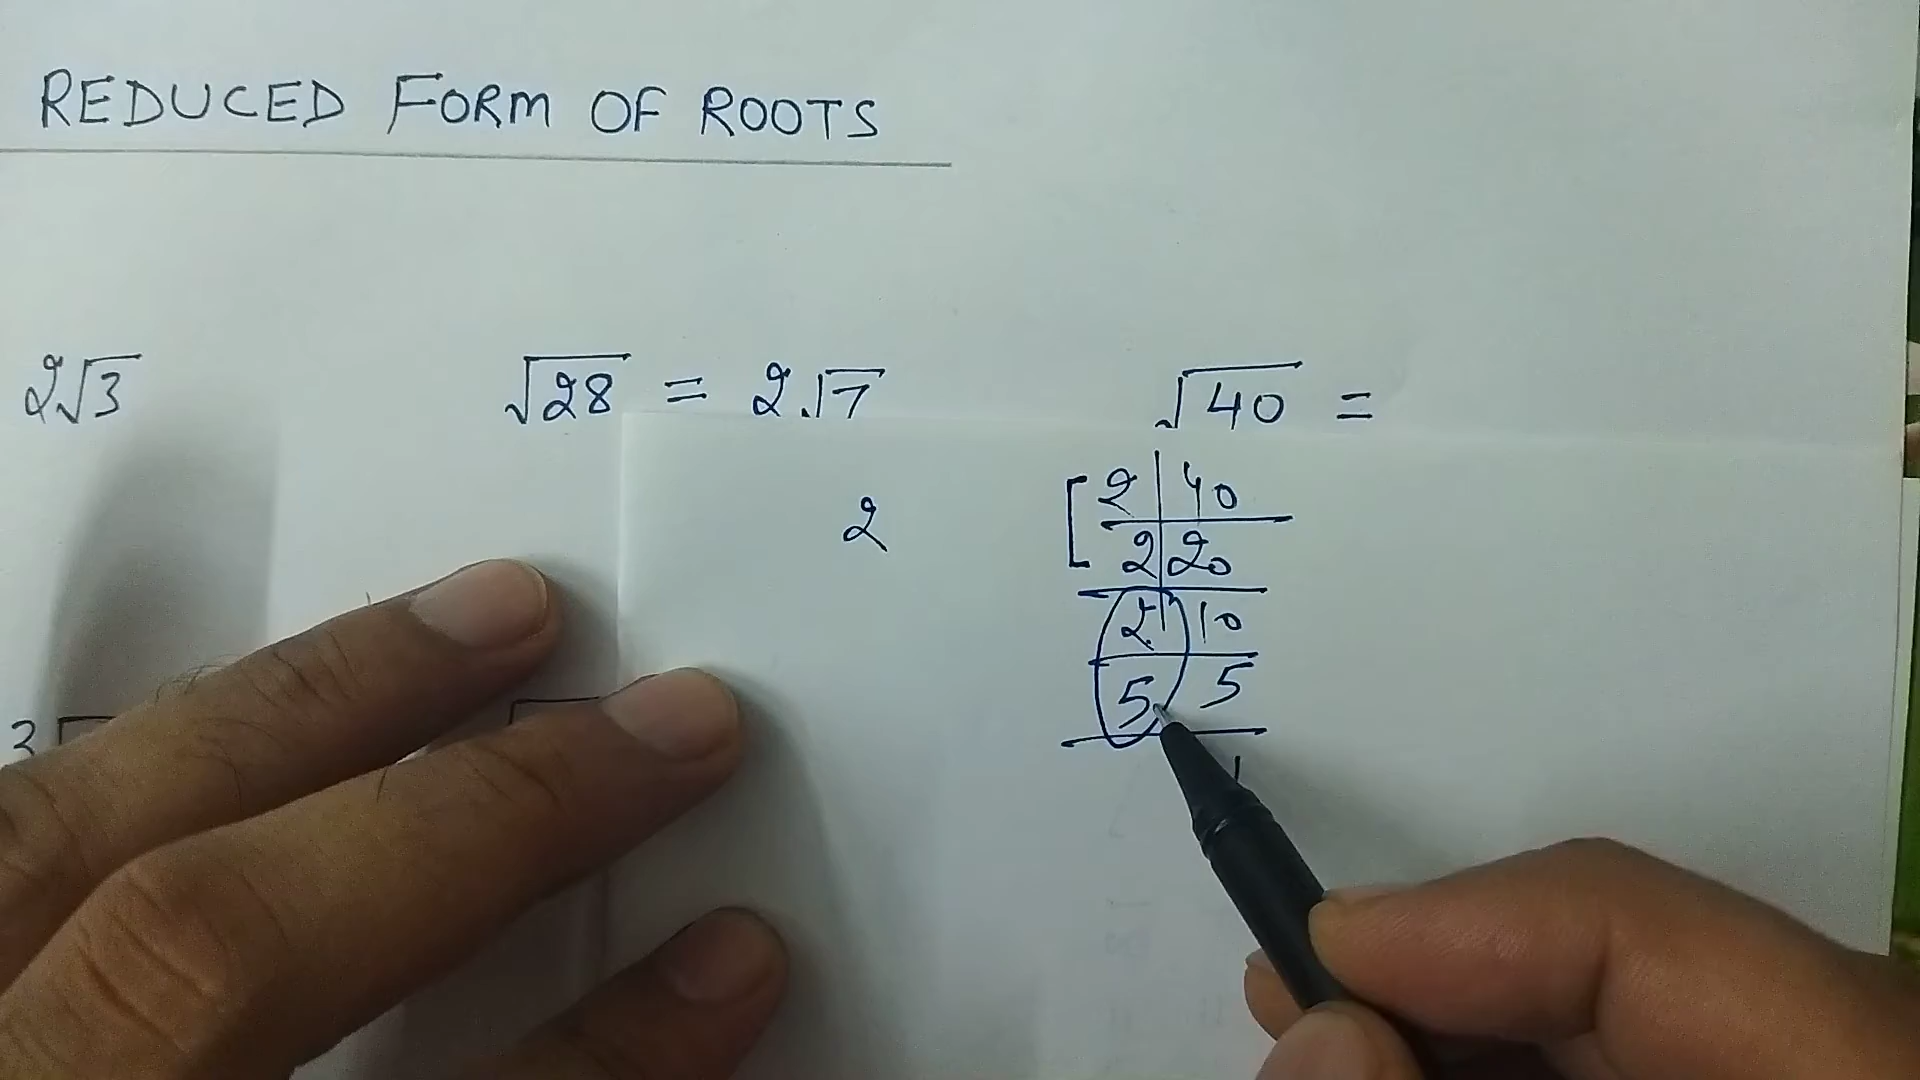 REDUCED FORM OF ROOTS
2√3 √28 = 2√7 √40 =
2 [ 2 | 40
2 | 20
2 | 10
5 5
1
3